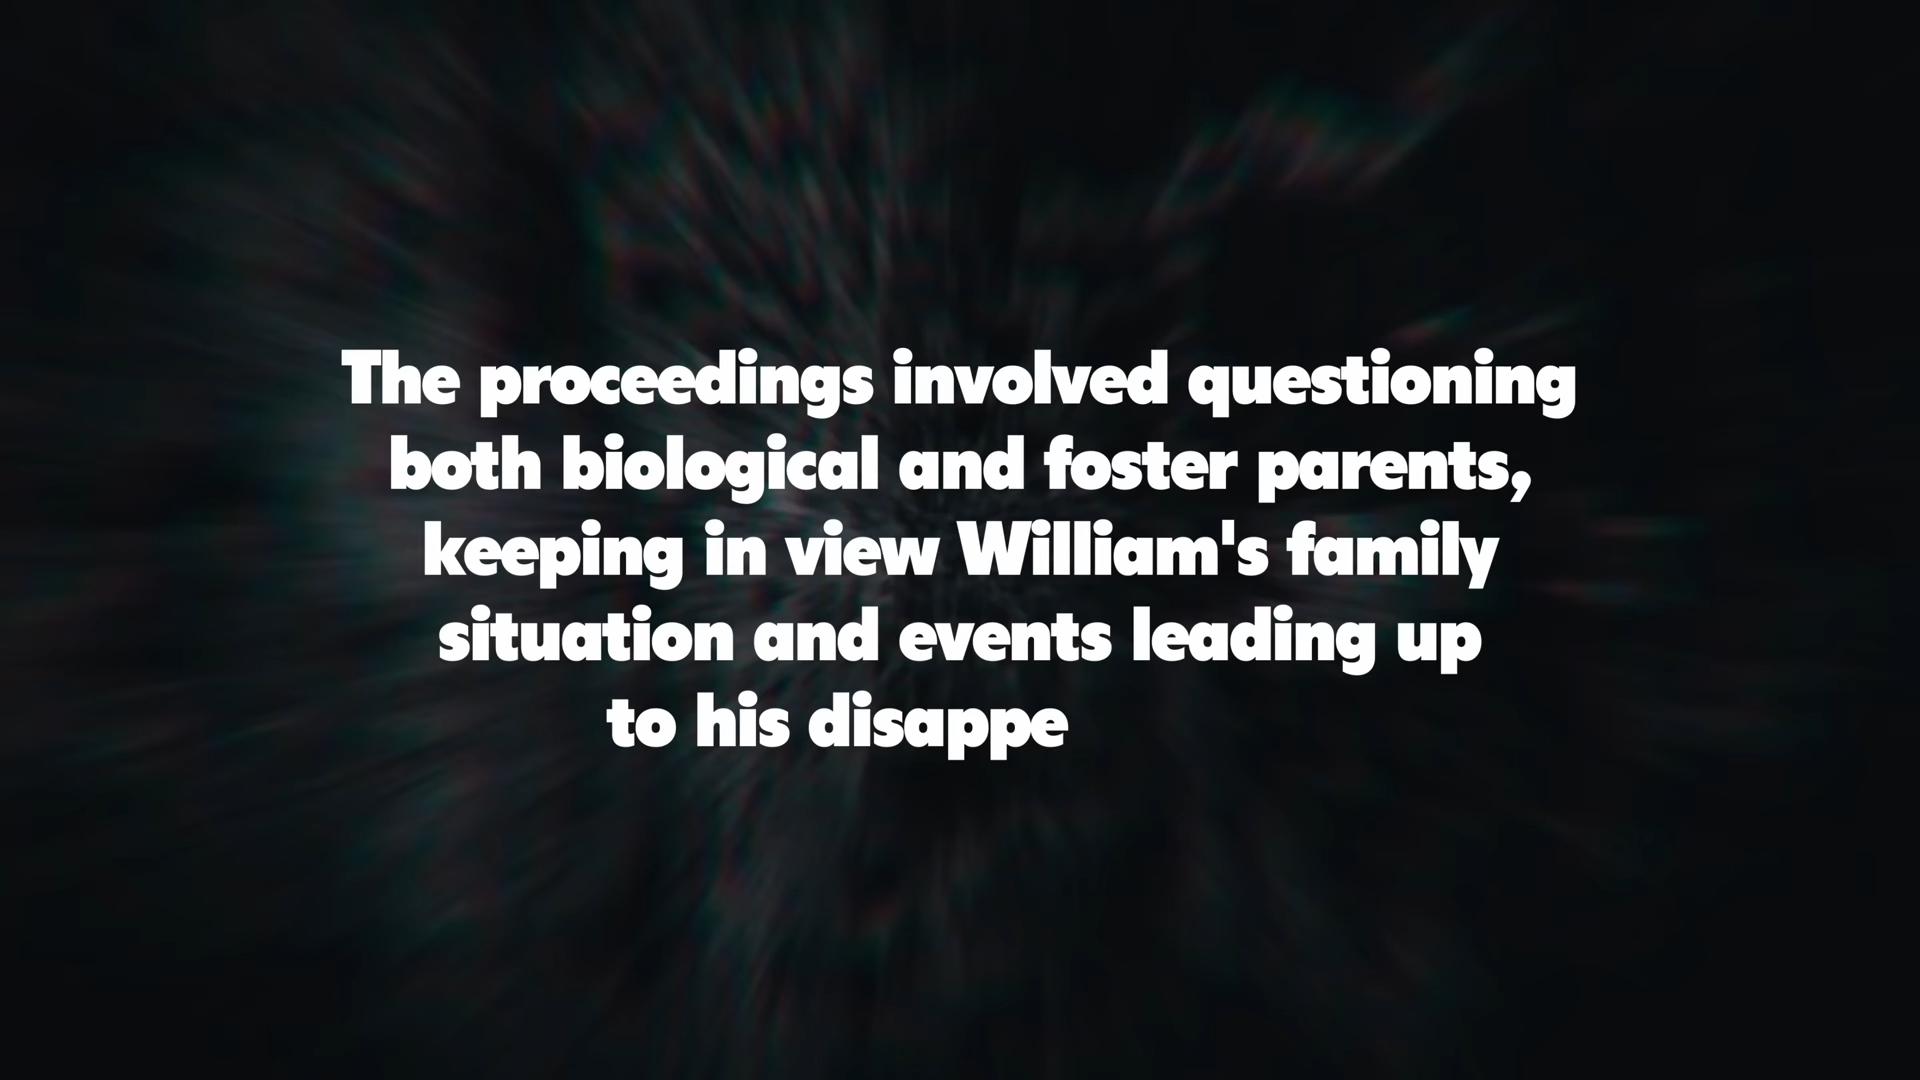 The proceedings involved questioning
both biological and foster parents,
keeping in view William's family
situation and events leading up
to his disappe